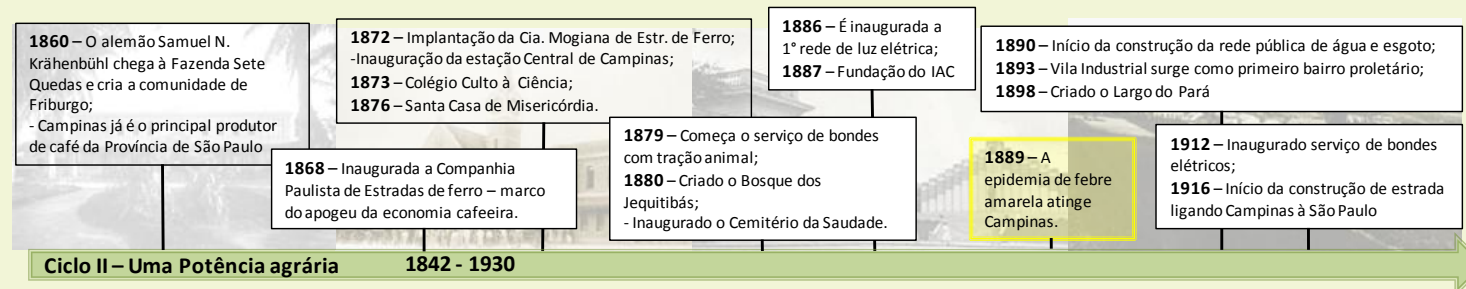 1860 – O alemão Samuel N.
Krähenbühl chega à Fazenda Sete
Quedas e cria a comunidade de
Friburgo;
- Campinas já é o principal produtor
de café da Província de São Paulo
1868 – Inaugurada a Companhia
Paulista de Estradas de ferro – marco
do apogeu da economia cafeeira.
1872 – Implantação da Cia. Mogiana de Estr. de Ferro;
-Inauguração da estação Central de Campinas;
1873 – Colégio Culto à Ciência;
1876 – Santa Casa de Misericórdia.
1879 – Começa o serviço de bondes
com tração animal;
1880 – Criado o Bosque dos
Jequitibás;
- Inaugurado o Cemitério da Saudade.
1886 – É inaugurada a
1° rede de luz elétrica;
1887 – Fundação do IAC
1889 – A
epidemia de febre
amarela atinge
Campinas.
1890 – Início da construção da rede pública de água e esgoto;
1893 – Vila Industrial surge como primeiro bairro proletário;
1898 – Criado o Largo do Pará
1912 – Inaugurado serviço de bondes
elétricos;
1916 – Início da construção de estrada
ligando Campinas à São Paulo
Ciclo II – Uma Potência agrária 1842 - 1930